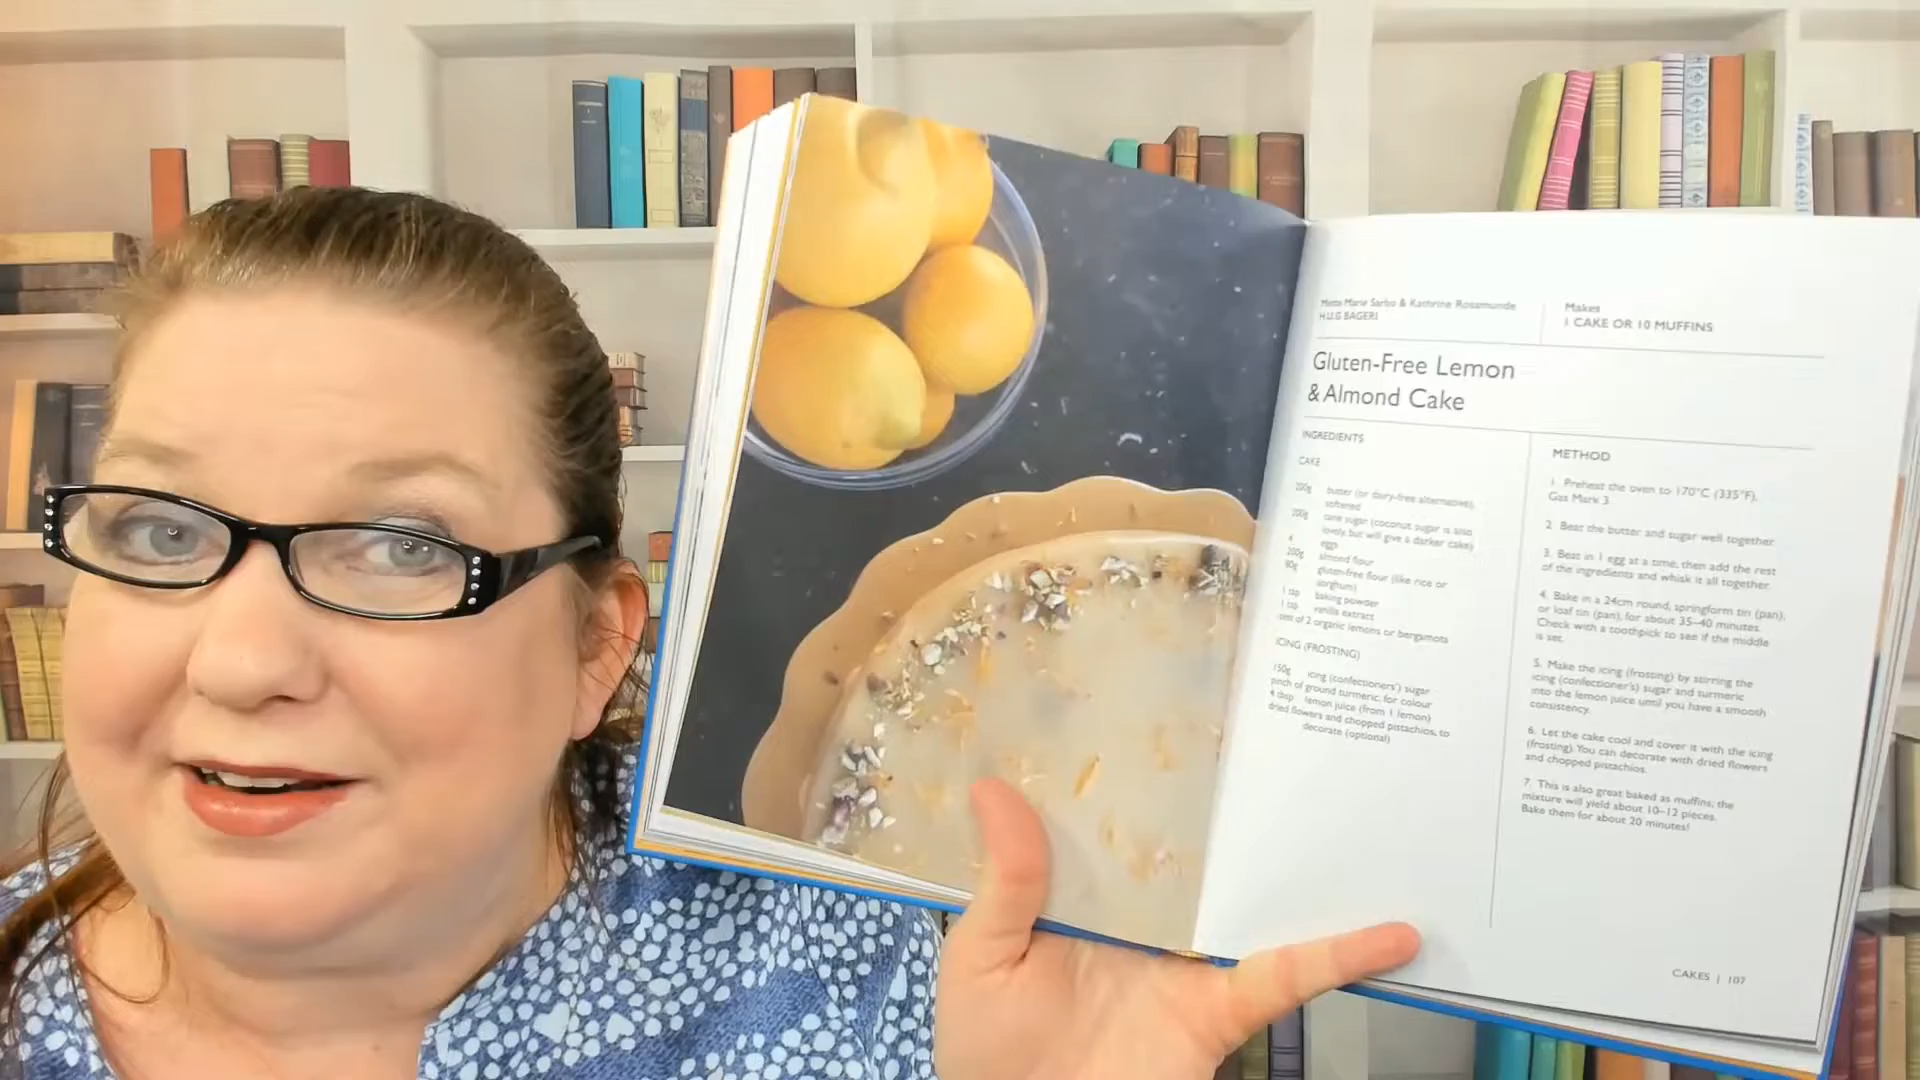 Mette Marie Sarbo & Kathrine Rosamunde
H.U.G BAGERI
Makes
1 CAKE OR 10 MUFFINS
Gluten-Free Lemon
& Almond Cake
INGREDIENTS
CAKE
200g butter (or dairy-free alternative),
softened
200g cane sugar (coconut sugar is also
lovely, but will give a darker cake)
4 eggs
200g almond flour
80g gluten-free flour (like rice or
sorghum)
1 tsp baking powder
1 tsp vanilla extract
zest of 2 organic lemons or bergamots
ICING (FROSTING)
150g icing (confectioners') sugar
pinch of ground turmeric, for colour
4 tbsp lemon juice (from 1 lemon)
dried flowers and chopped pistachios, to
decorate (optional)
METHOD
1. Preheat the oven to 170°C (335°F),
Gas Mark 3.
2. Beat the butter and sugar well together.
3. Beat in 1 egg at a time, then add the rest
of the ingredients and whisk it all together.
4. Bake in a 24cm round, springform tin (pan),
or loaf tin (pan), for about 35–40 minutes.
Check with a toothpick to see if the middle
is set.
5. Make the icing (frosting) by stirring the
icing (confectioner's) sugar and turmeric
into the lemon juice until you have a smooth
consistency.
6. Let the cake cool and cover it with the icing
(frosting). You can decorate with dried flowers
and chopped pistachios.
7. This is also great baked as muffins; the
mixture will yield about 10–12 pieces.
Bake them for about 20 minutes!
CAKES | 107